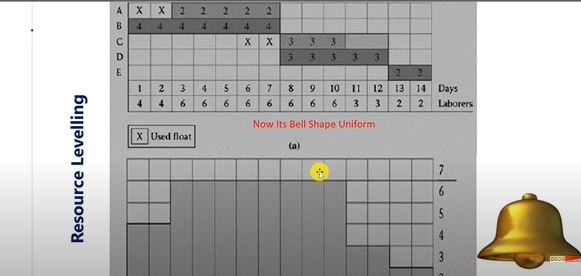 A X X 2 2 2 2 2
B 4 4 4 4 4 4 4
C X X 3 3 3
D 3 3 3 3 3
E 2 2
1 2 3 4 5 6 7 8 9 10 11 12 13 14 Days
4 4 6 6 6 6 6 6 6 6 3 3 2 2 Laborers
X Used float
Now Its Bell Shape Uniform
(a)
Resource Levelling
7
6
5
4
3